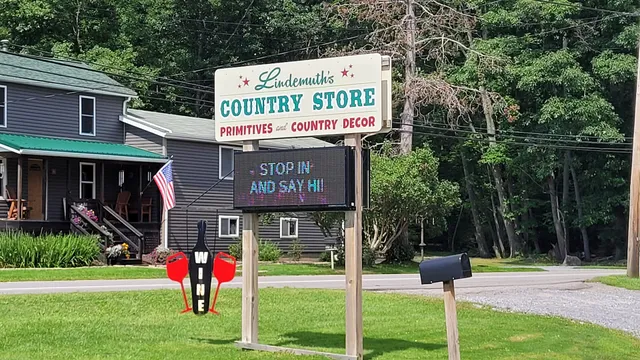 Lindemuth's
COUNTRY STORE
PRIMITIVES and COUNTRY DECOR
STOP IN
AND SAY HI!
WINE